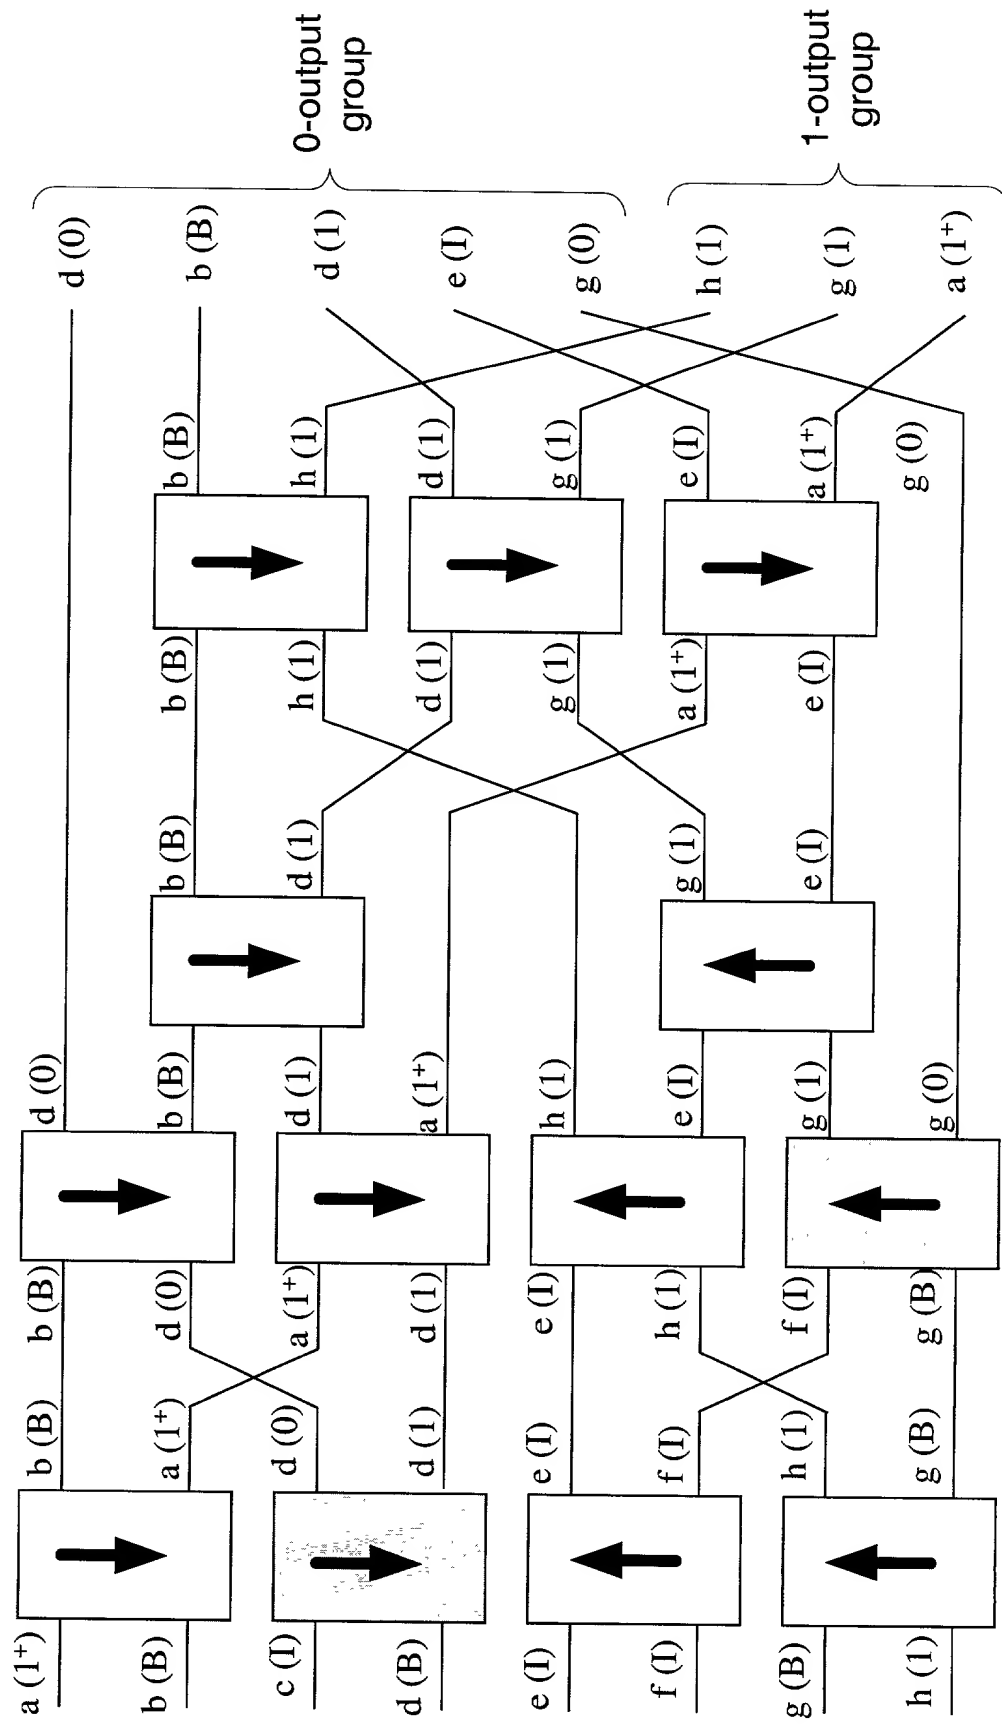 a (1+)
b (B)
c (I)
d (B)
e (I)
f (I)
g (B)
h (1)
b (B)
a (1+)
d (0)
d (1)
e (I)
f (I)
h (1)
g (B)
b (B)
d (0)
a (1+)
d (1)
e (I)
h (1)
f (I)
g (B)
d (0)
b (B)
d (1)
a (1+)
h (1)
e (I)
g (1)
g (0)
b (B)
d (1)
g (1)
e (I)
b (B)
h (1)
d (1)
g (1)
a (1+)
e (I)
b (B)
h (1)
d (1)
g (1)
e (I)
a (1+)
g (0)
d (0)
b (B)
d (1)
e (I)
g (0)
h (1)
g (1)
a (1+)
0-output
group
1-output
group